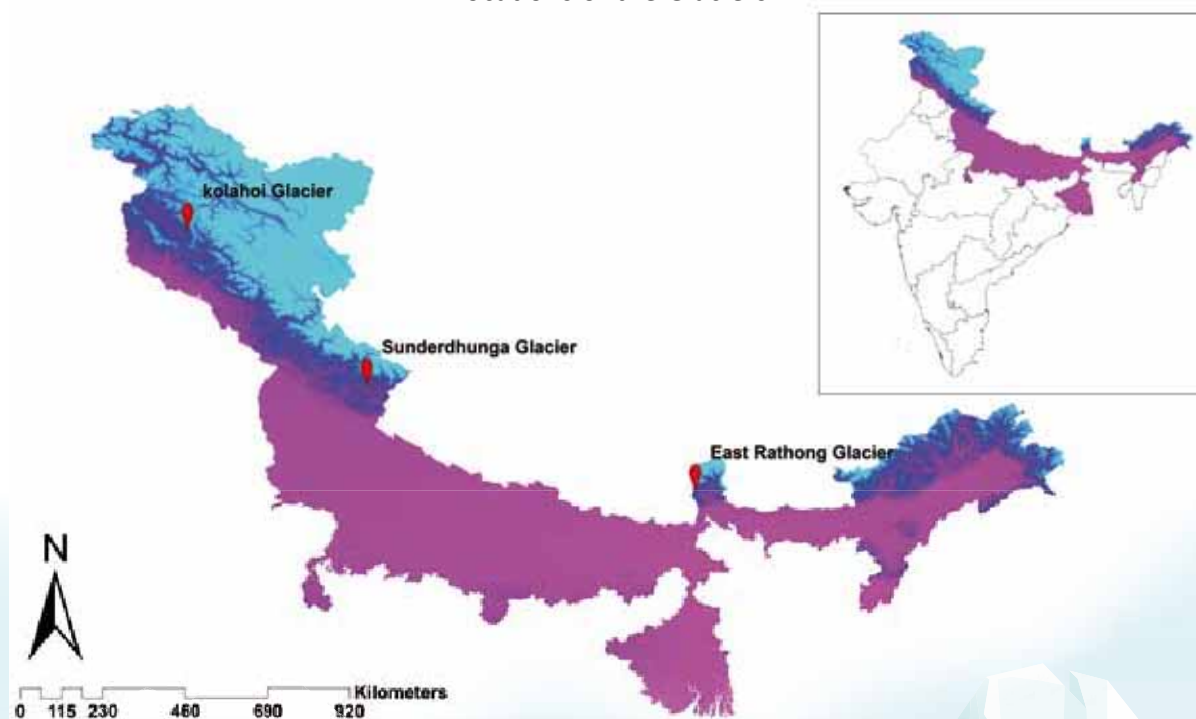 kolahoi Glacier
Sunderdhunga Glacier
East Rathong Glacier
N
Kilometers
0 115 230 460 690 920